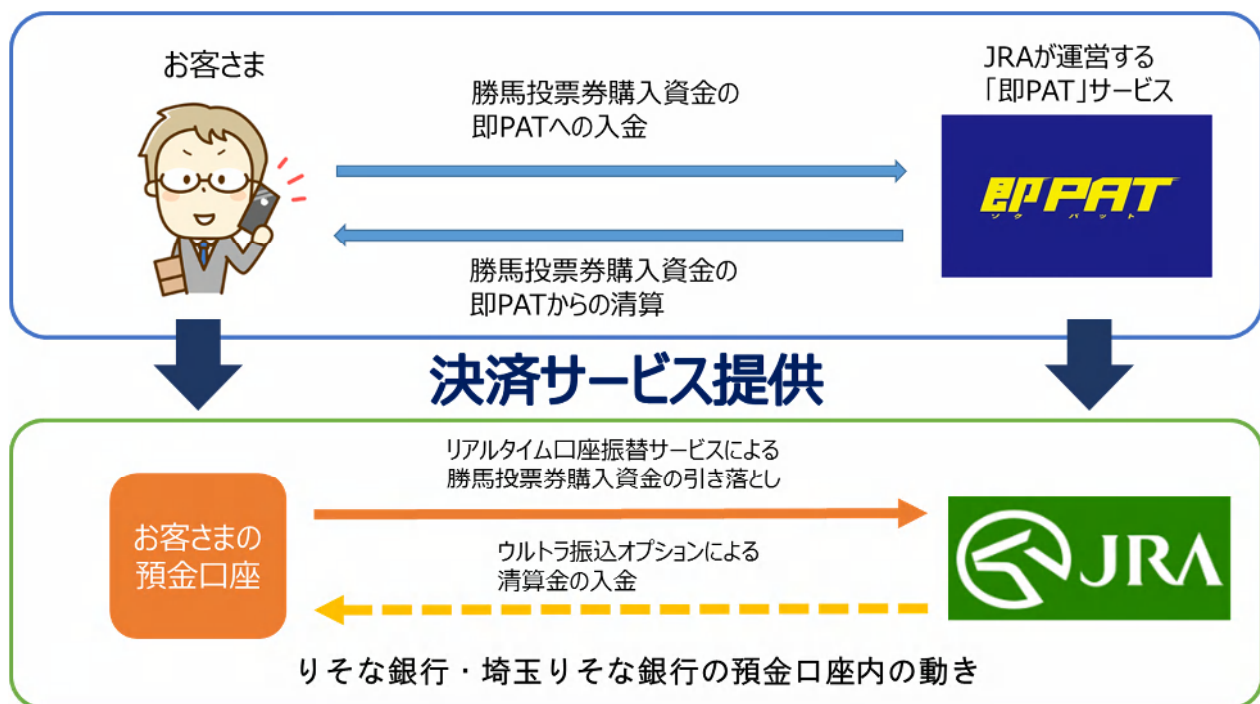 お客さま
JRAが運営する
「即PAT」サービス
勝馬投票券購入資金の
即PATへの入金
即PAT
ソクパット
勝馬投票券購入資金の
即PATからの清算
決済サービス提供
リアルタイム口座振替サービスによる
勝馬投票券購入資金の引き落とし
お客さまの
預金口座
ウルトラ振込オプションによる
清算金の入金
JRA
りそな銀行・埼玉りそな銀行の預金口座内の動き